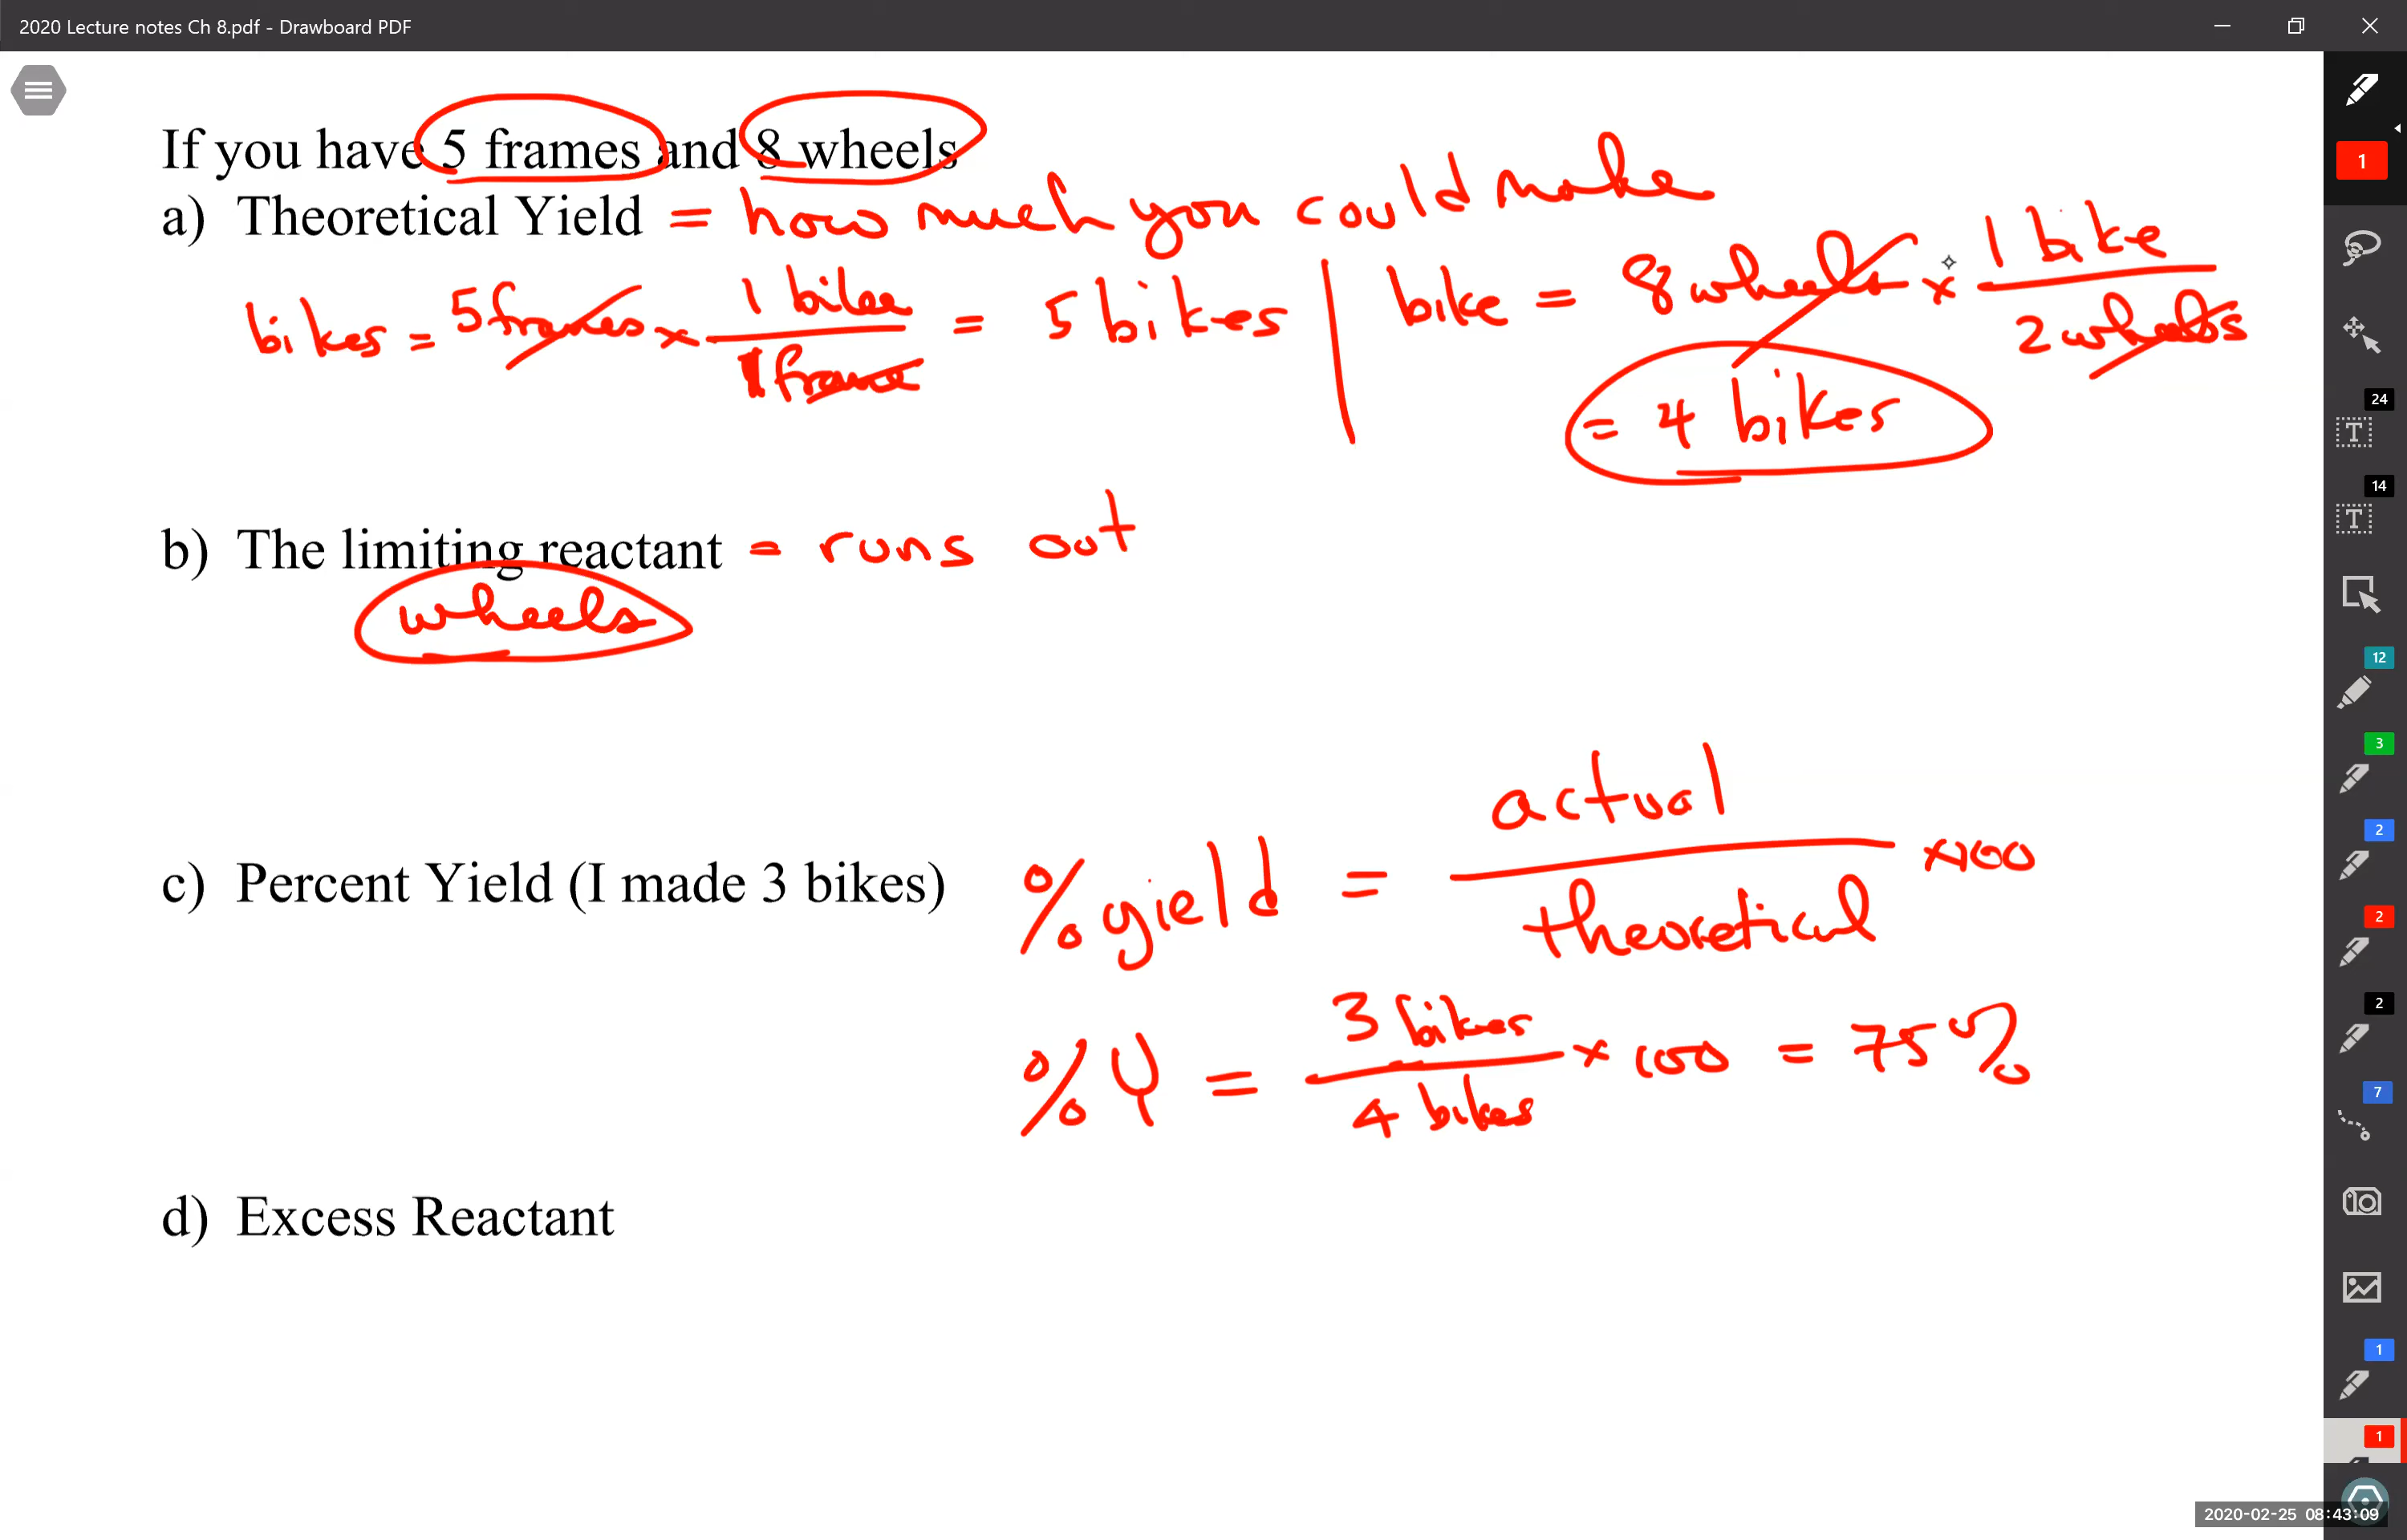 2020 Lecture notes Ch 8.pdf - Drawboard PDF
If you have 5 frames and 8 wheels
a) Theoretical Yield = how much you could make
bikes = 5 frames x 1 bike / 1 frame = 5 bikes | bike = 8 wheels x 1 bike / 2 wheels
= 4 bikes
b) The limiting reactant = runs out
wheels
c) Percent Yield (I made 3 bikes) % yield = actual / theoretical x100
% Y = 3 bikes / 4 bikes x 100 = 75%
d) Excess Reactant
1
24
T
14
T
12
3
2
2
2
7
1
1
2020-02-25 08:43:09